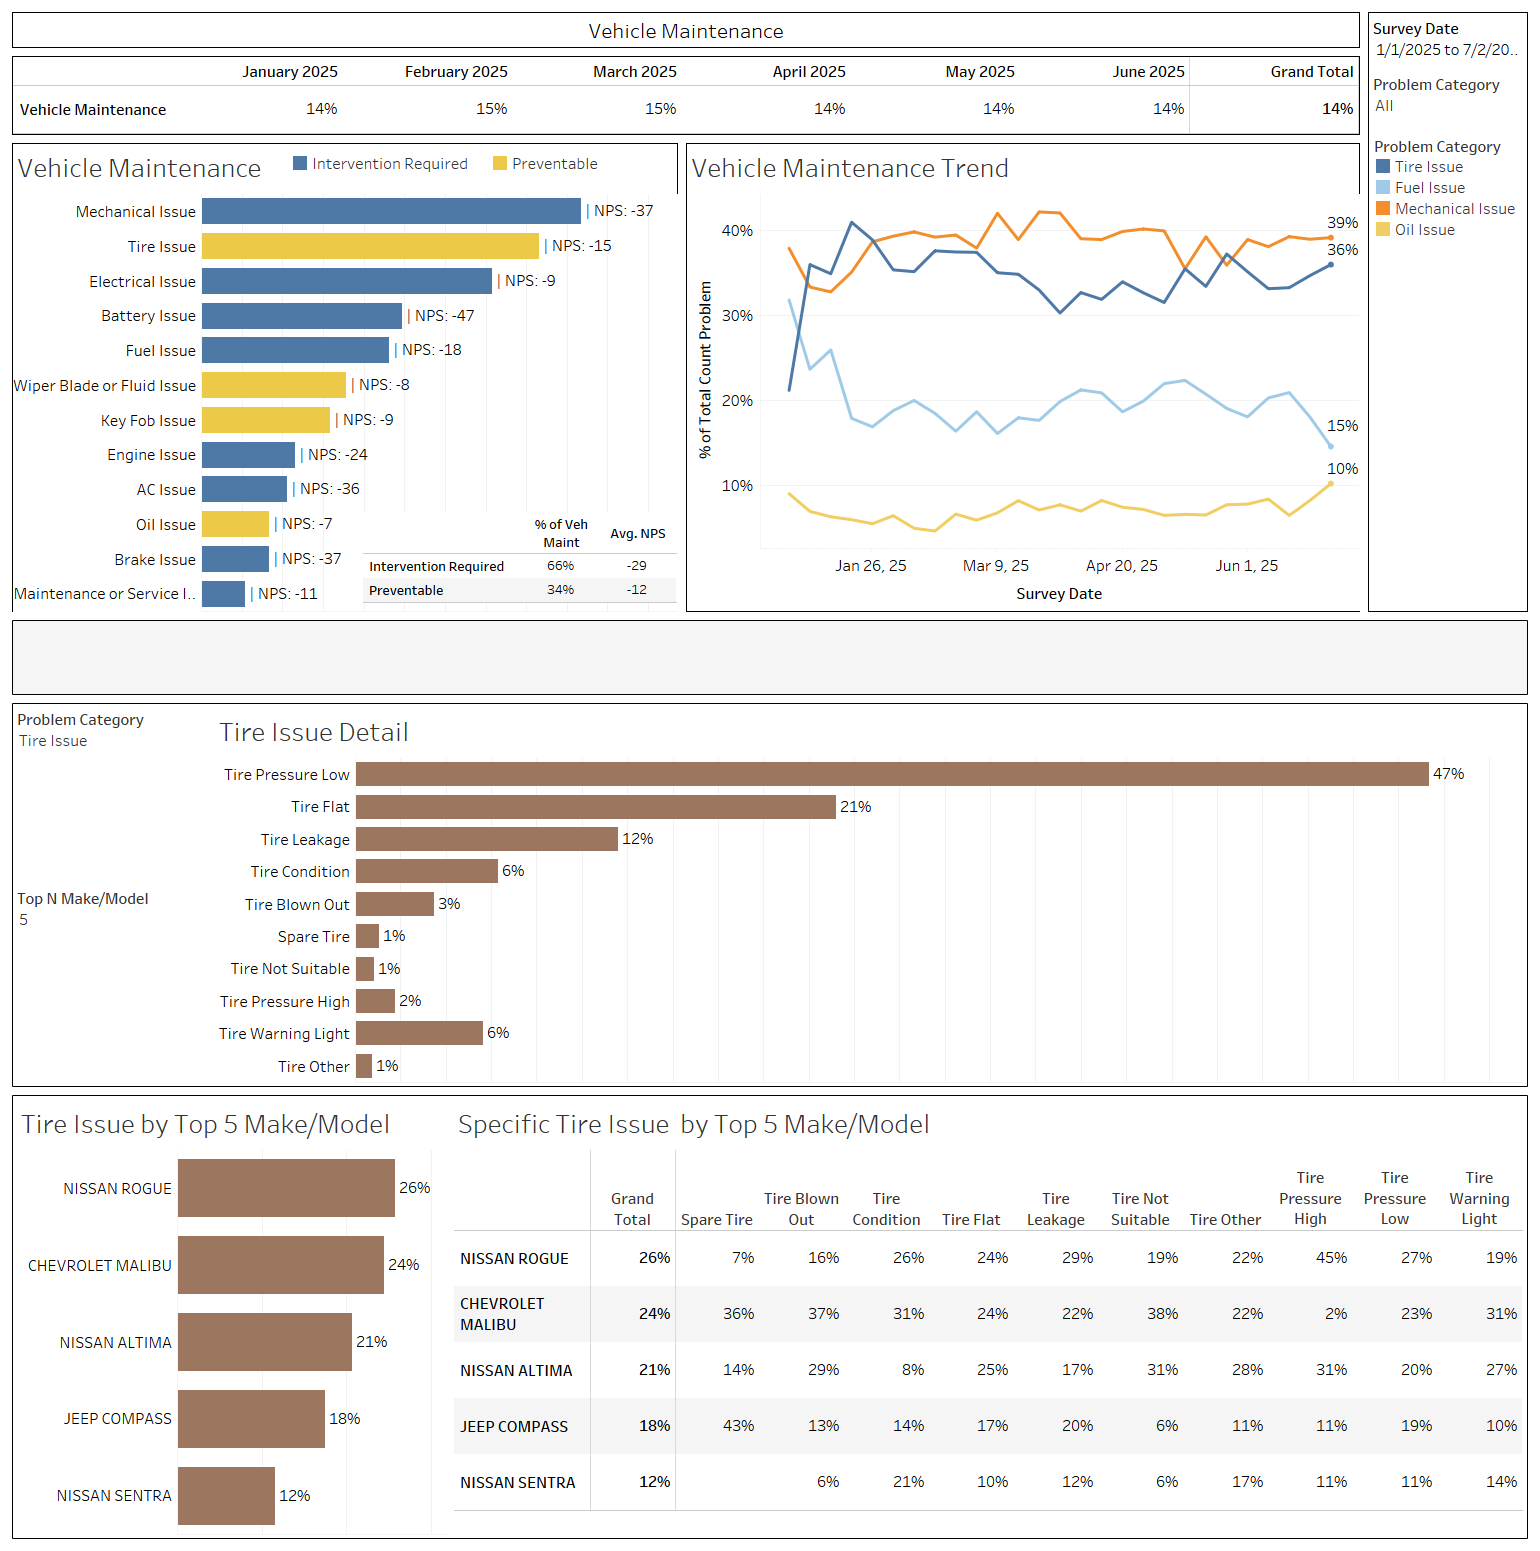 Vehicle Maintenance
January 2025 February 2025 March 2025 April 2025 May 2025 June 2025 Grand Total
Vehicle Maintenance 14% 15% 15% 14% 14% 14% 14%
Survey Date
1/1/2025 to 7/2/20..
Problem Category
All
Problem Category
Tire Issue
Fuel Issue
Mechanical Issue
Oil Issue
Vehicle Maintenance Intervention Required Preventable
Mechanical Issue | NPS: -37
Tire Issue | NPS: -15
Electrical Issue | NPS: -9
Battery Issue | NPS: -47
Fuel Issue | NPS: -18
Wiper Blade or Fluid Issue | NPS: -8
Key Fob Issue | NPS: -9
Engine Issue | NPS: -24
AC Issue | NPS: -36
Oil Issue | NPS: -7
Brake Issue | NPS: -37
Maintenance or Service I.. | NPS: -11
% of Veh
Maint Avg. NPS
Intervention Required 66% -29
Preventable 34% -12
Vehicle Maintenance Trend
% of Total Count Problem
40%
30%
20%
10%
39%
36%
15%
10%
Jan 26, 25 Mar 9, 25 Apr 20, 25 Jun 1, 25
Survey Date
Problem Category
Tire Issue
Top N Make/Model
5
Tire Issue Detail
Tire Pressure Low 47%
Tire Flat 21%
Tire Leakage 12%
Tire Condition 6%
Tire Blown Out 3%
Spare Tire 1%
Tire Not Suitable 1%
Tire Pressure High 2%
Tire Warning Light 6%
Tire Other 1%
Tire Issue by Top 5 Make/Model
NISSAN ROGUE 26%
CHEVROLET MALIBU 24%
NISSAN ALTIMA 21%
JEEP COMPASS 18%
NISSAN SENTRA 12%
Specific Tire Issue by Top 5 Make/Model
Grand Total Spare Tire Tire Blown Out Tire Condition Tire Flat Tire Leakage Tire Not Suitable Tire Other Tire Pressure High Tire Pressure Low Tire Warning Light
NISSAN ROGUE 26% 7% 16% 26% 24% 29% 19% 22% 45% 27% 19%
CHEVROLET
MALIBU 24% 36% 37% 31% 24% 22% 38% 22% 2% 23% 31%
NISSAN ALTIMA 21% 14% 29% 8% 25% 17% 31% 28% 31% 20% 27%
JEEP COMPASS 18% 43% 13% 14% 17% 20% 6% 11% 11% 19% 10%
NISSAN SENTRA 12% 6% 21% 10% 12% 6% 17% 11% 11% 14%